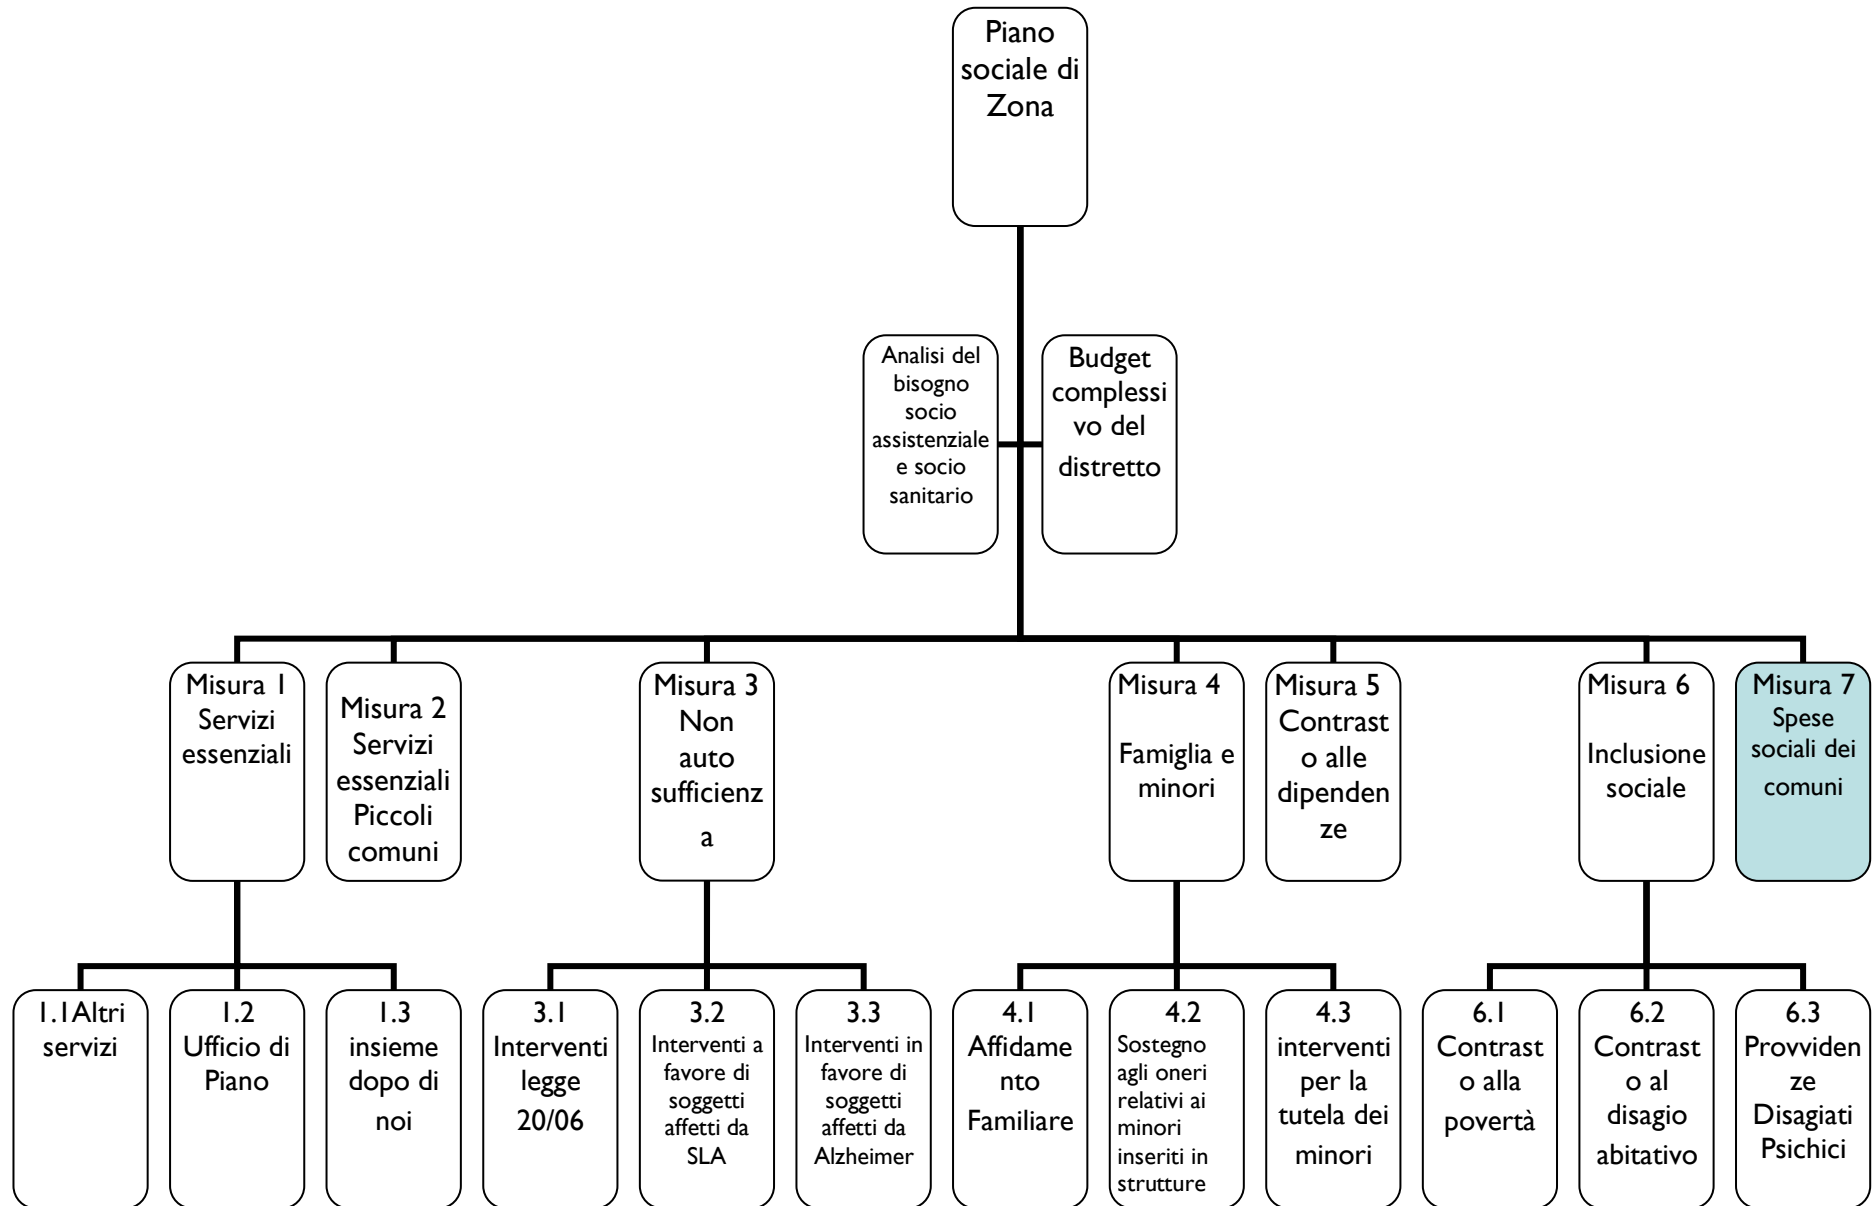 Piano
sociale di
Zona
Analisi del
bisogno
socio
assistenziale
e socio
sanitario
Budget
complessi
vo del
distretto
Misura 1
Servizi
essenziali
Misura 2
Servizi
essenziali
Piccoli
comuni
Misura 3
Non
auto
sufficienz
a
Misura 4
Famiglia e
minori
Misura 5
Contrast
o alle
dipenden
ze
Misura 6
Inclusione
sociale
Misura 7
Spese
sociali dei
comuni
1.1Altri
servizi
1.2
Ufficio di
Piano
1.3
insieme
dopo di
noi
3.1
Interventi
legge
20/06
3.2
Interventi a
favore di
soggetti
affetti da
SLA
3.3
Interventi in
favore di
soggetti
affetti da
Alzheimer
4.1
Affidame
nto
Familiare
4.2
Sostegno
agli oneri
relativi ai
minori
inseriti in
strutture
4.3
interventi
per la
tutela dei
minori
6.1
Contrast
o alla
povertà
6.2
Contrast
o al
disagio
abitativo
6.3
Provviden
ze
Disagiati
Psichici